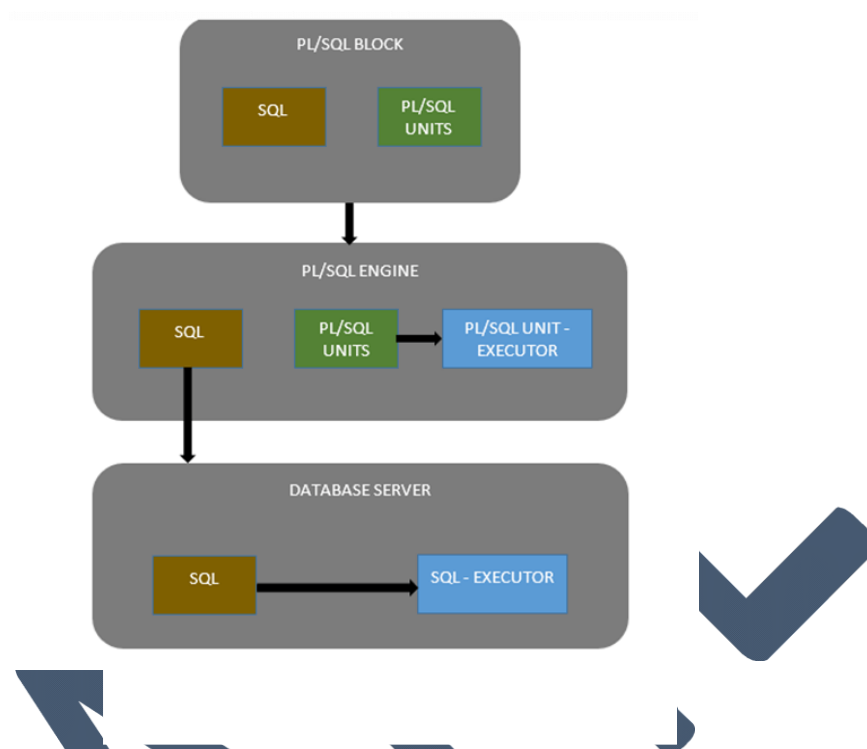 PL/SQL BLOCK
SQL
PL/SQL
UNITS
PL/SQL ENGINE
SQL
PL/SQL
UNITS
PL/SQL UNIT -
EXECUTOR
DATABASE SERVER
SQL
SQL - EXECUTOR